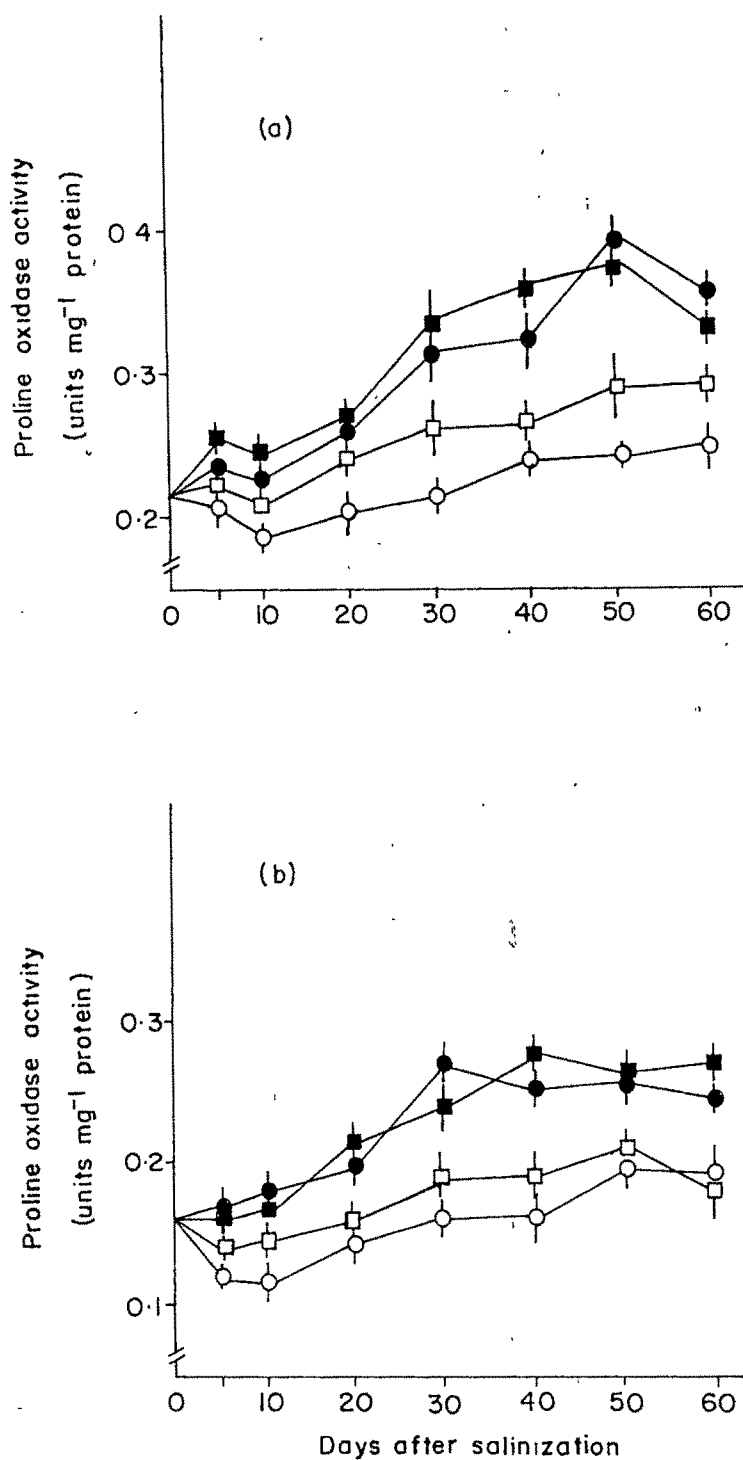 (a)
Proline oxidase activity
(units mg⁻¹ protein)
0 4
0.3
0.2
0 10 20 30 40 50 60
(b)
Proline oxidase activity
(units mg⁻¹ protein)
0·3
0·2
0·1
0 10 20 30 40 50 60
Days after salinization